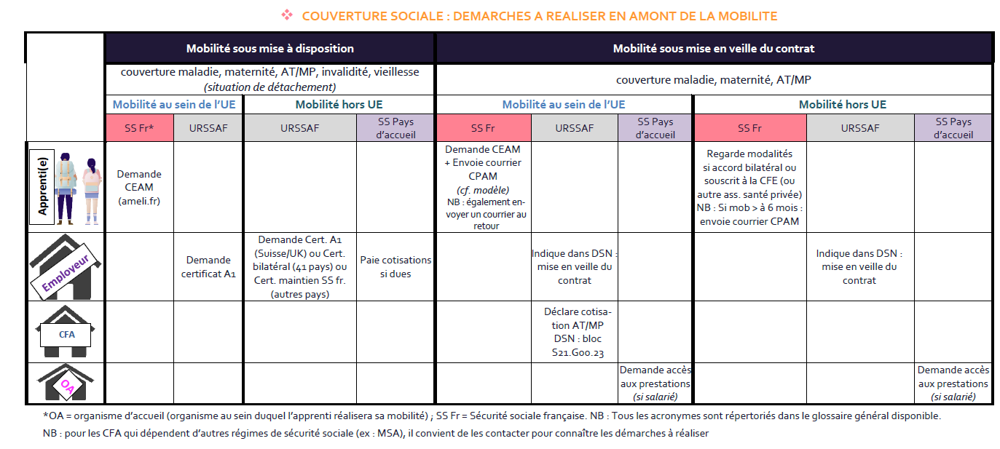 ❖ COUVERTURE SOCIALE : DEMARCHES A REALISER EN AMONT DE LA MOBILITE
Mobilité sous mise à disposition
Mobilité sous mise en veille du contrat
couverture maladie, maternité, AT/MP, invalidité, vieillesse
(situation de détachement)
couverture maladie, maternité, AT/MP
Mobilité au sein de l’UE
Mobilité hors UE
Mobilité au sein de l’UE
Mobilité hors UE
SS Fr*
URSSAF
URSSAF
SS Pays
d’accueil
SS Fr
URSSAF
SS Pays
d’accueil
SS Fr
URSSAF
SS Pays
d’accueil
Apprenti(e)
Demande
CEAM
(ameli.fr)
Demande CEAM
+ Envoie courrier
CPAM
(cf. modèle)
NB : également en-
voyer un courrier au
retour
Regarde modalités
si accord bilatéral ou
souscrit à la CFE (ou
autre ass. santé privée)
NB : Si mob > à 6 mois :
envoie courrier CPAM
Employeur
Demande
certificat A1
Demande Cert. A1
(Suisse/UK) ou Cert.
bilatéral (41 pays) ou
Cert. maintien SS fr.
(autres pays)
Paie cotisations
si dues
Indique dans DSN :
mise en veille du
contrat
Indique dans DSN :
mise en veille du
contrat
CFA
Déclare cotisa-
tion AT/MP
DSN : bloc
S21.G00.23
OA
Demande accès
aux prestations
(si salarié)
Demande accès
aux prestations
(si salarié)
*OA = organisme d’accueil (organisme au sein duquel l’apprenti réalisera sa mobilité) ; SS Fr = Sécurité sociale française. NB : Tous les acronymes sont répertoriés dans le glossaire général disponible.
NB : pour les CFA qui dépendent d’autres régimes de sécurité sociale (ex : MSA), il convient de les contacter pour connaître les démarches à réaliser